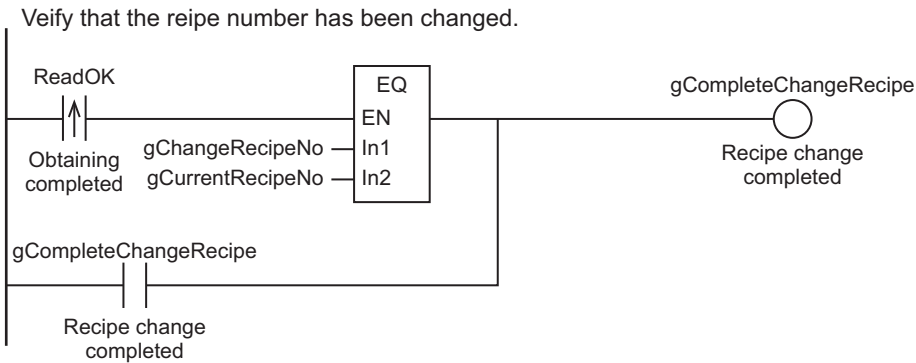 Veify that the reipe number has been changed.
ReadOK
EQ
gCompleteChangeRecipe
EN
Obtaining
completed
gChangeRecipeNo
In1
gCurrentRecipeNo
In2
Recipe change
completed
gCompleteChangeRecipe
Recipe change
completed